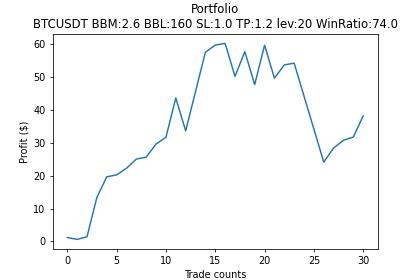 Portfolio
BTCUSDT BBM:2.6 BBL:160 SL:1.0 TP:1.2 lev:20 WinRatio:74.0
60
50
40
30
20
10
0
Profit ($)
0 5 10 15 20 25 30
Trade counts